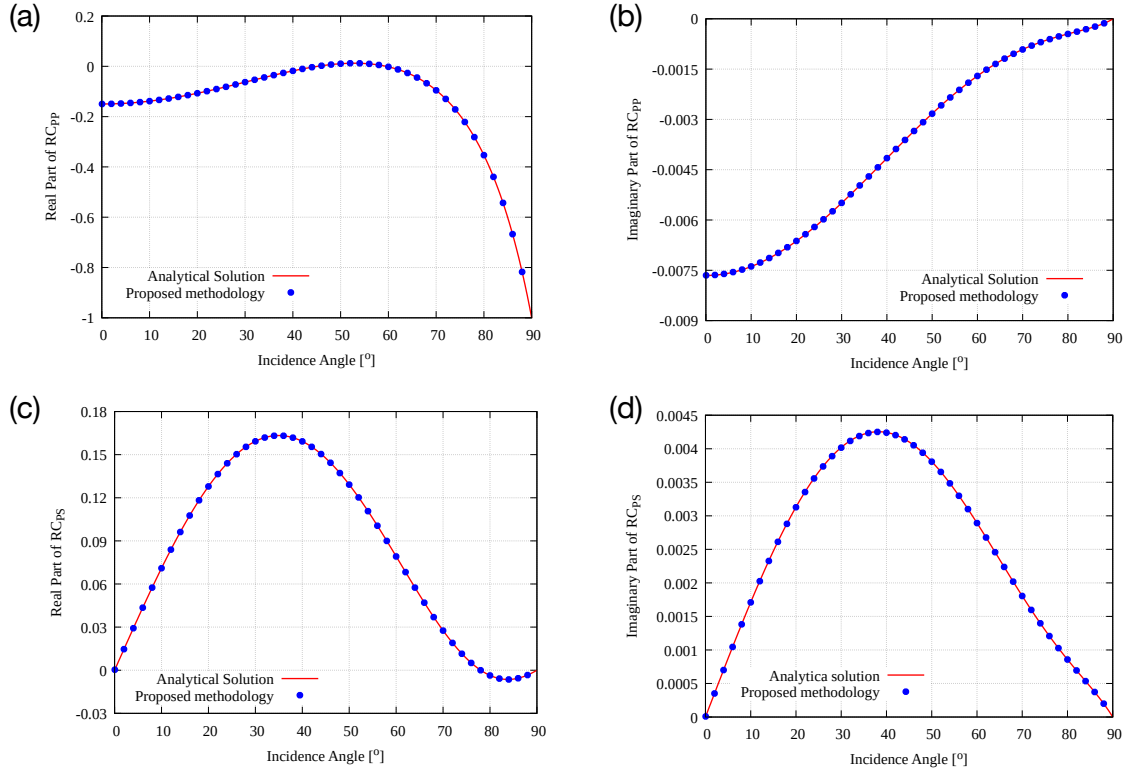 (a)
0.2
0
-0.2
-0.4
-0.6
-0.8
-1
Real Part of RCPP
Analytical Solution
Proposed methodology
0 10 20 30 40 50 60 70 80 90
Incidence Angle [o]
(b)
0
-0.0015
-0.003
-0.0045
-0.006
-0.0075
-0.009
Imaginary Part of RCPP
Analytical Solution
Proposed methodology
0 10 20 30 40 50 60 70 80 90
Incidence Angle [o]
(c)
0.18
0.15
0.12
0.09
0.06
0.03
0
-0.03
Real Part of RCPS
Analytical Solution
Proposed methodology
0 10 20 30 40 50 60 70 80 90
Incidence Angle [o]
(d)
0.0045
0.004
0.0035
0.003
0.0025
0.002
0.0015
0.001
0.0005
0
Imaginary Part of RCPS
Analytica solution
Proposed methodology
0 10 20 30 40 50 60 70 80 90
Incidence Angle [o]